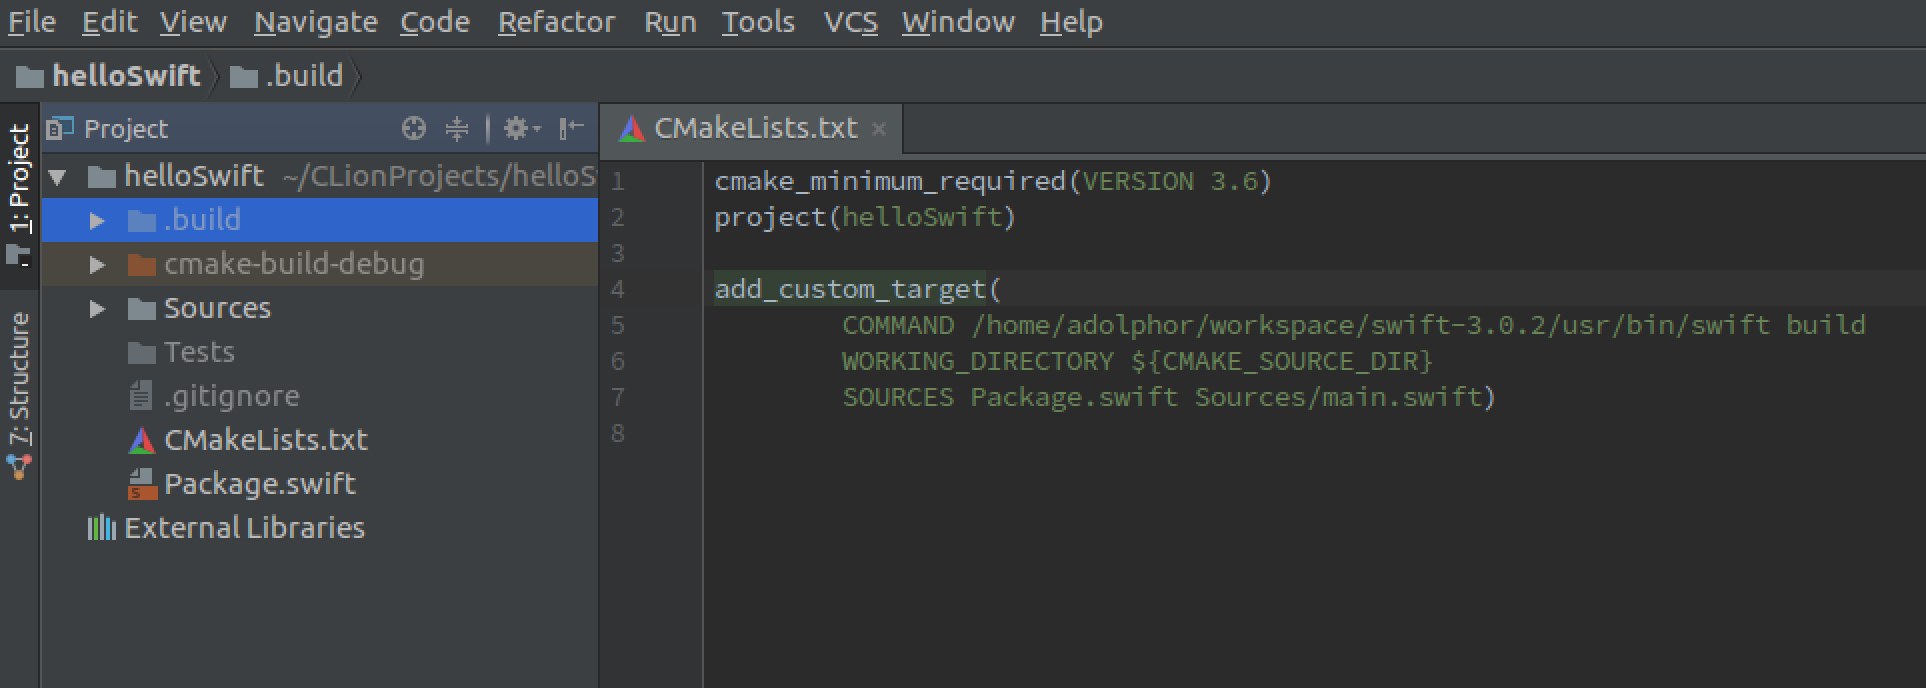 File Edit View Navigate Code Refactor Run Tools VCS Window Help
helloSwift .build
1: Project
7: Structure
Project
helloSwift ~/CLionProjects/helloS
.build
cmake-build-debug
Sources
Tests
.gitignore
CMakeLists.txt
Package.swift
External Libraries
CMakeLists.txt
1 cmake_minimum_required(VERSION 3.6)
2 project(helloSwift)
3
4 add_custom_target(
5 COMMAND /home/adolphor/workspace/swift-3.0.2/usr/bin/swift build
6 WORKING_DIRECTORY ${CMAKE_SOURCE_DIR}
7 SOURCES Package.swift Sources/main.swift)
8